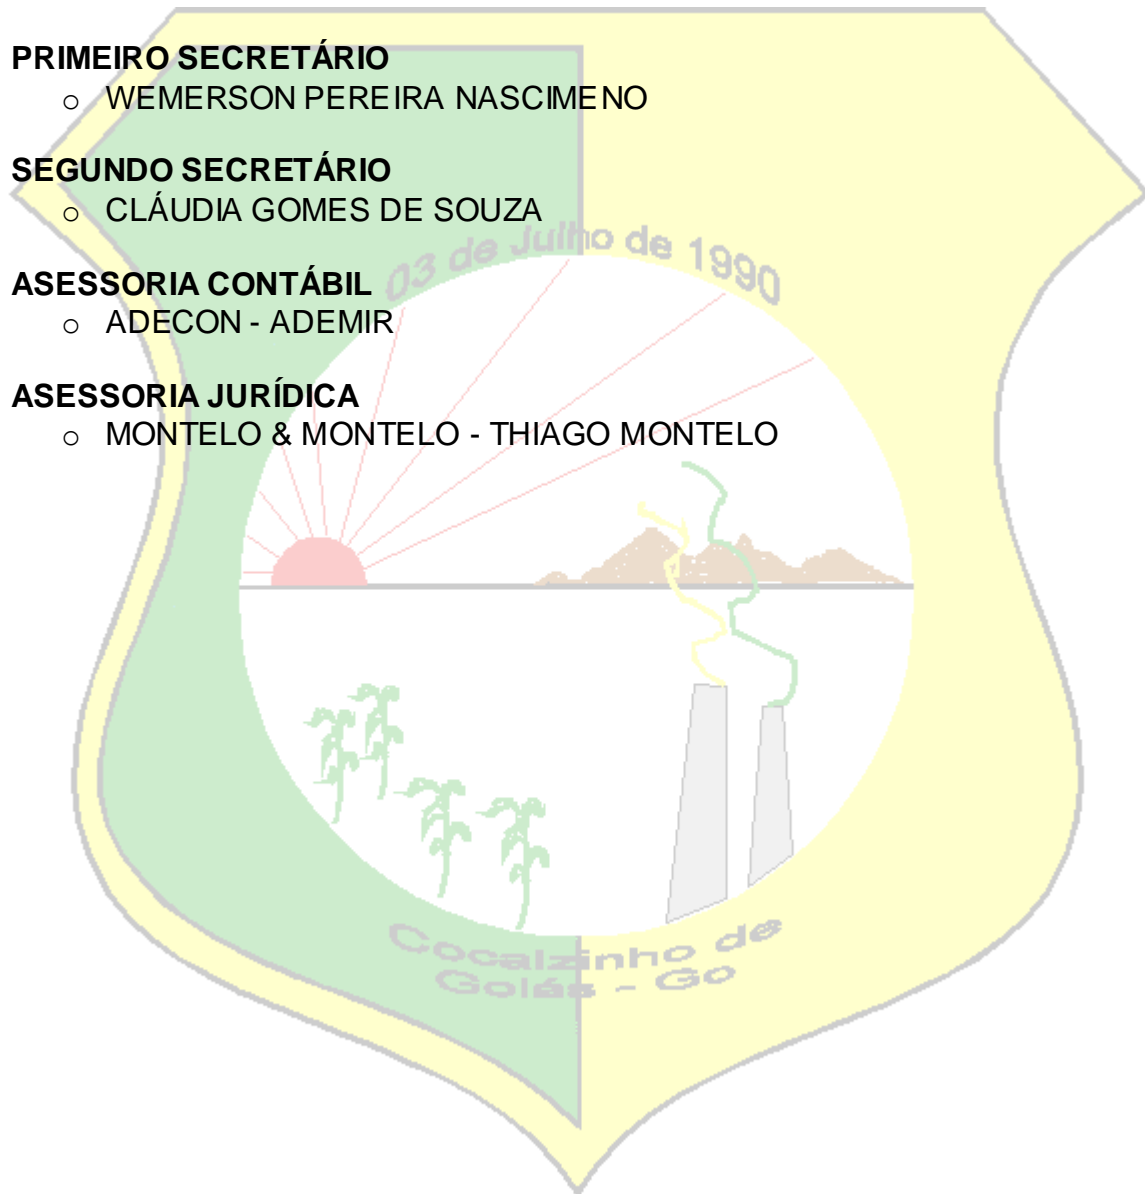 PRIMEIRO SECRETÁRIO
o WEMERSON PEREIRA NASCIMENO
SEGUNDO SECRETÁRIO
o CLÁUDIA GOMES DE SOUZA
03 de Julho de 1990
ASESSORIA CONTÁBIL
o ADECON - ADEMIR
ASESSORIA JURÍDICA
o MONTELO & MONTELO - THIAGO MONTELO
Cocalzinho de
Goiás - Go